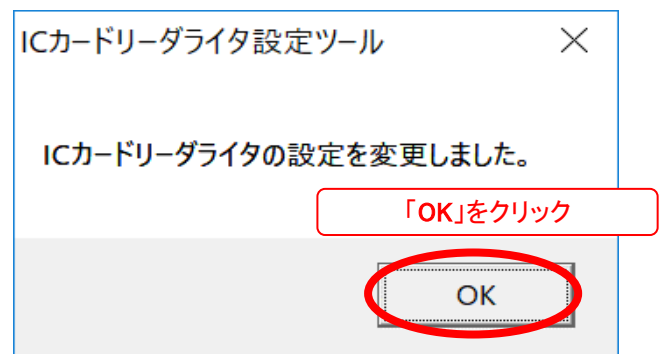 ICカードリーダライタ設定ツール
ICカードリーダライタの設定を変更しました。
「OK」をクリック
OK